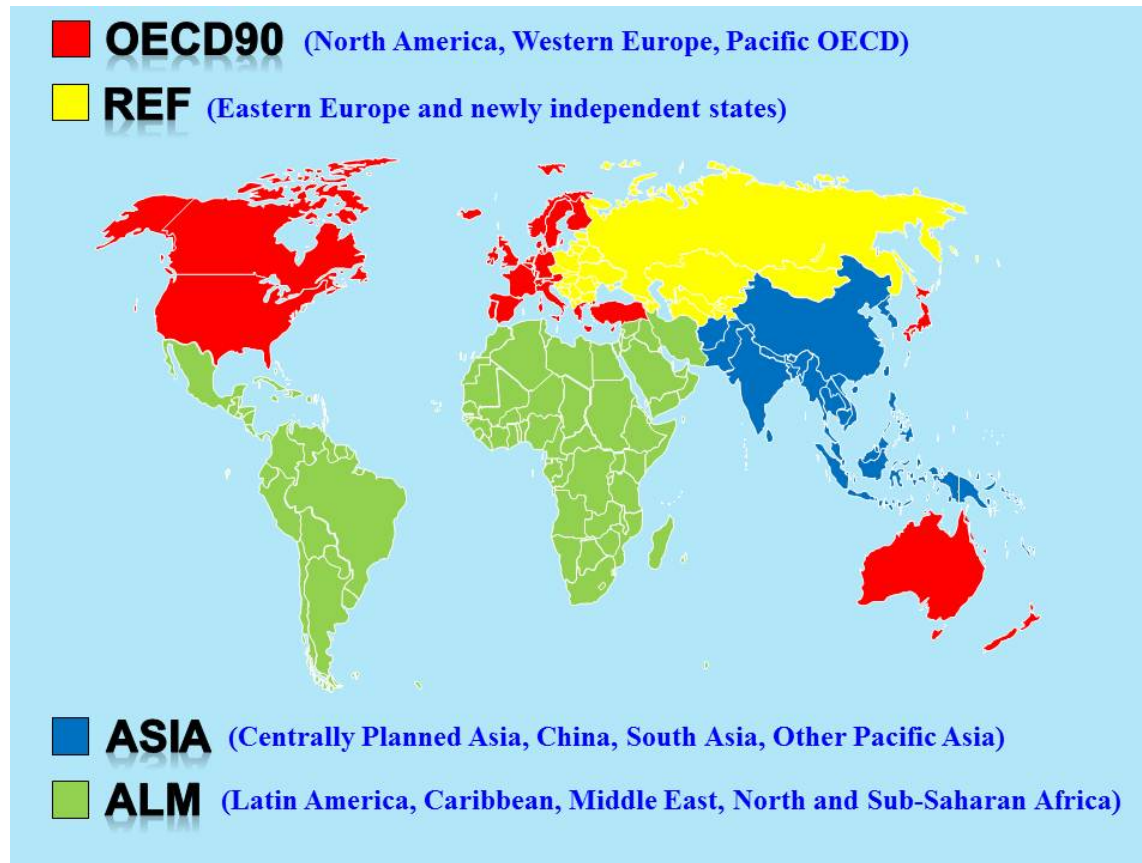 OECD90 (North America, Western Europe, Pacific OECD)
REF (Eastern Europe and newly independent states)
ASIA (Centrally Planned Asia, China, South Asia, Other Pacific Asia)
ALM (Latin America, Caribbean, Middle East, North and Sub-Saharan Africa)